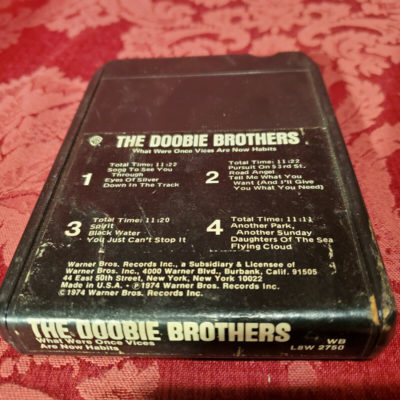 THE DOOBIE BROTHERS
What Were Once Vices Are Now Habits
1
Total Time: 11:22
Song To See You
Through
Eyes Of Silver
Down In The Track
2
Total Time: 11:22
Pursuit On 53rd St.
Road Angel
Tell Me What You
Want (And I'll Give
You What You Need)
3
Total Time: 11:20
Spirit
Black Water
You Just Can't Stop It
4
Total Time: 11:11
Another Park,
Another Sunday
Daughters Of The Sea
Flying Cloud
Warner Bros. Records Inc., a Subsidiary & Licensee of
Warner Bros. Inc., 4000 Warner Blvd., Burbank, Calif. 91505
44 East 50th Street, New York, New York 10022
Made in U.S.A. • ℗ 1974 Warner Bros. Records Inc.
© 1974 Warner Bros. Records Inc.
THE DOOBIE BROTHERS
What Were Once Vices
Are Now Habits
WB
L8W 2750